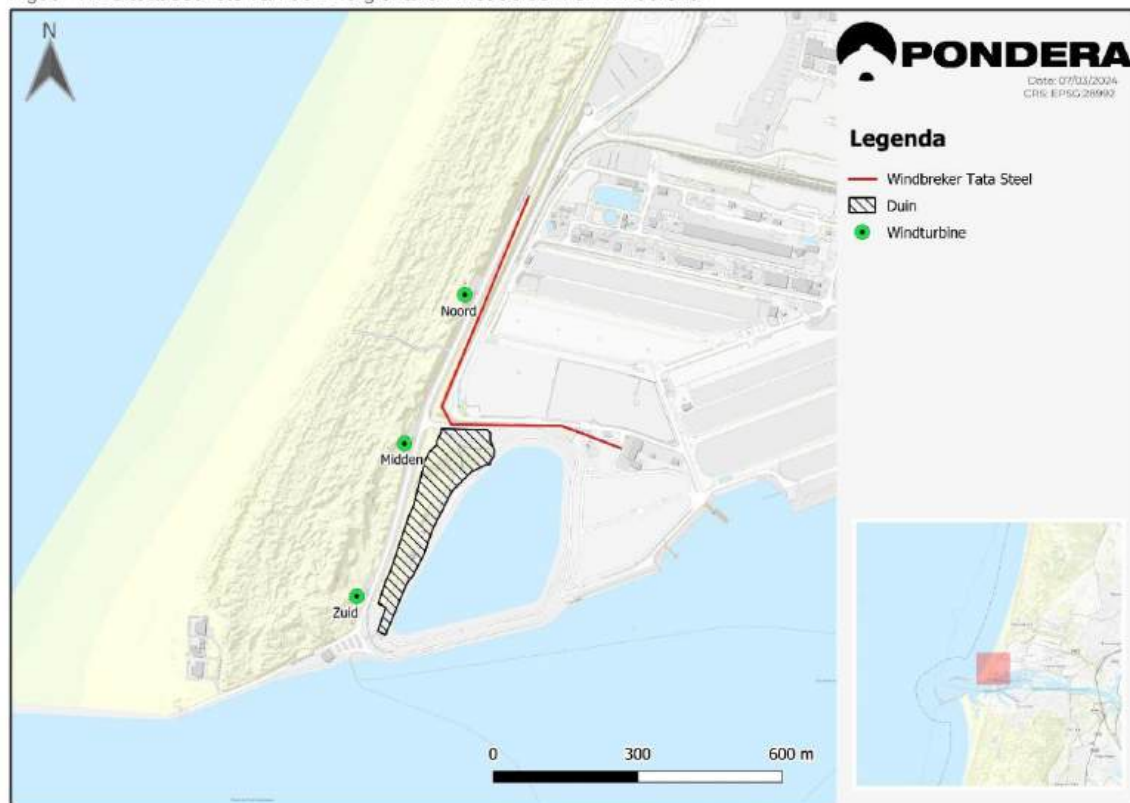 N
PONDERA
Date: 07/03/2024
CRS: EPSG:28992
Legenda
Windbreker Tata Steel
Duin
Windturbine
Noord
Midden
Zuid
0 300 600 m